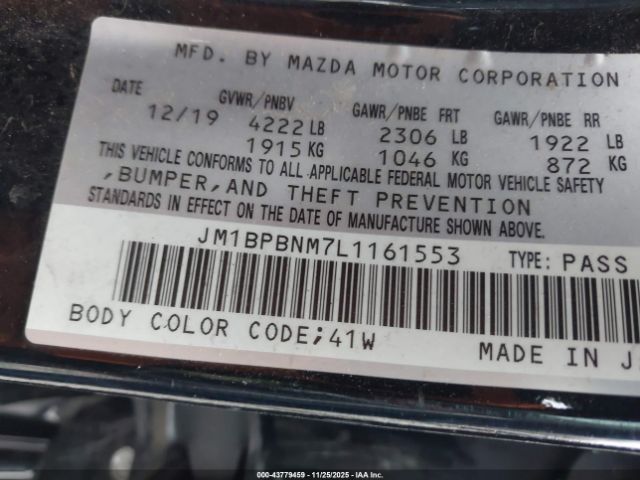 MFD. BY MAZDA MOTOR CORPORATION
DATE GVWR/PNBV GAWR/PNBE FRT GAWR/PNBE RR
12/19 4222 LB 2306 LB 1922 LB
1915 KG 1046 KG 872 KG
THIS VEHICLE CONFORMS TO ALL APPLICABLE FEDERAL MOTOR VEHICLE SAFETY
,BUMPER,AND THEFT PREVENTION
STANDARDS IN EFFECT ON THE DATE OF MANUFACTURE SHOWN ABOVE.
JM1BPBNM7L1161553 TYPE: PASS
BODY COLOR CODE;41W MADE IN J
000-43779459 - 11/25/2025 - IAA Inc.